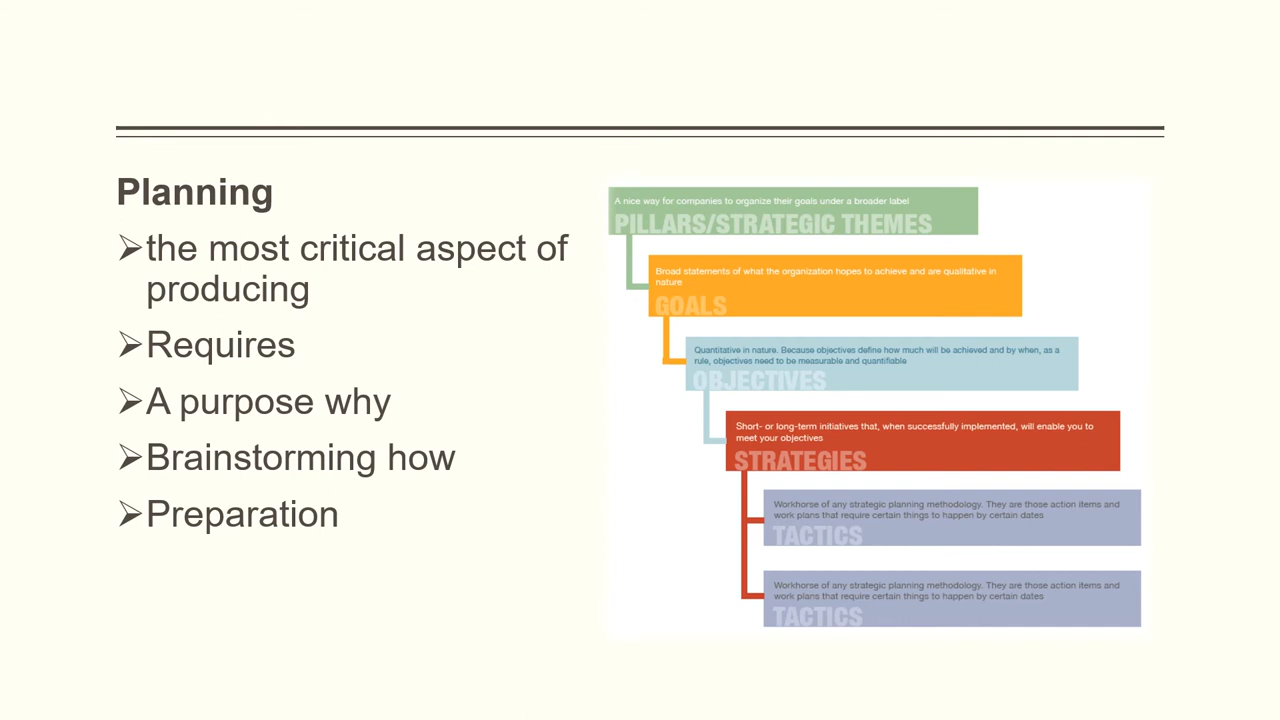 Planning
➢the most critical aspect of
producing
➢Requires
➢A purpose why
➢Brainstorming how
➢Preparation
A nice way for companies to organize their goals under a broader label
PILLARS/STRATEGIC THEMES
Broad statements of what the organization hopes to achieve and are qualitative in
nature
GOALS
Quantitative in nature. Because objectives define how much will be achieved and by when, as a
rule, objectives need to be measurable and quantifiable
OBJECTIVES
Short- or long-term initiatives that, when successfully implemented, will enable you to
meet your objectives
STRATEGIES
Workhorse of any strategic planning methodology. They are those action items and
work plans that require certain things to happen by certain dates
TACTICS
Workhorse of any strategic planning methodology. They are those action items and
work plans that require certain things to happen by certain dates
TACTICS